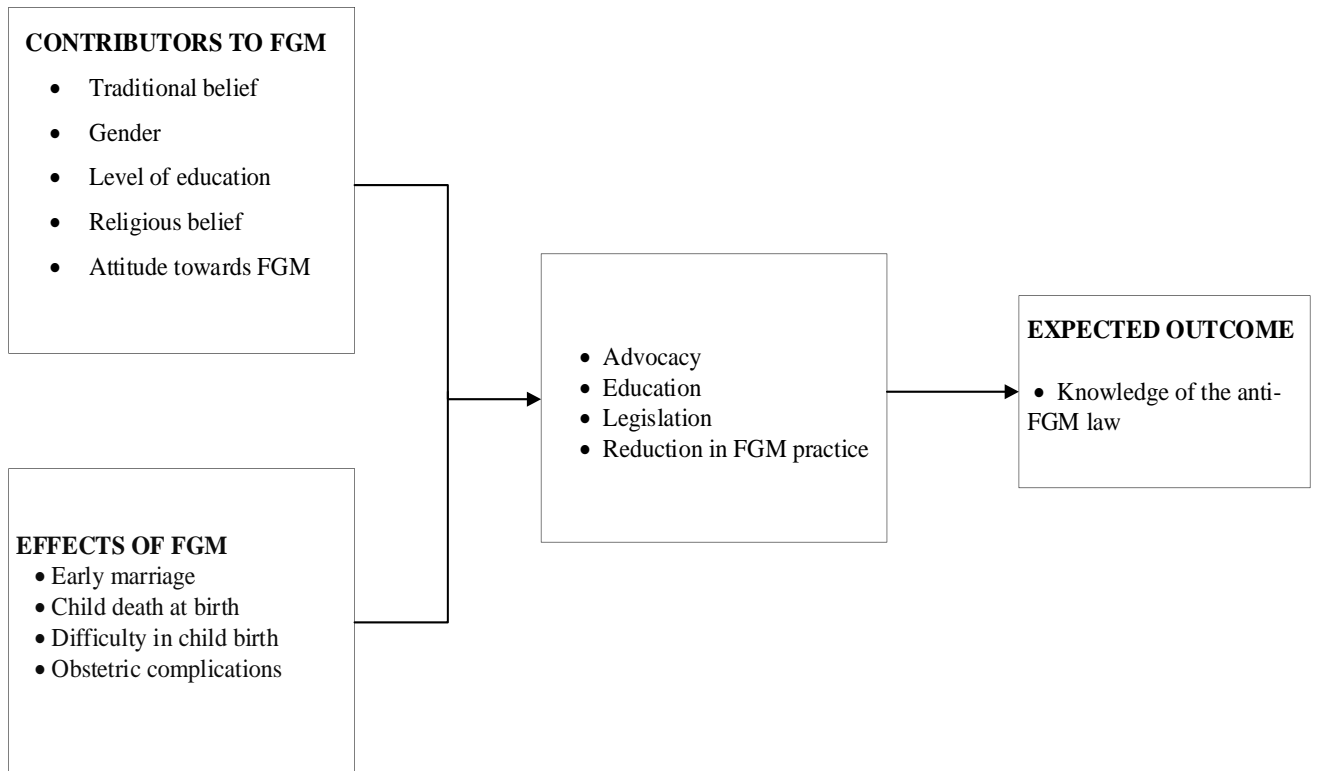 CONTRIBUTORS TO FGM
• Traditional belief
• Gender
• Level of education
• Religious belief
• Attitude towards FGM
EFFECTS OF FGM
• Early marriage
• Child death at birth
• Difficulty in child birth
• Obstetric complications
• Advocacy
• Education
• Legislation
• Reduction in FGM practice
EXPECTED OUTCOME
• Knowledge of the anti-
FGM law